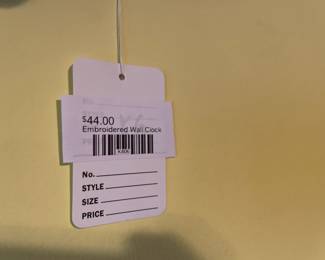 $44.00
Embroidered Wall Clock
No.
STYLE
SIZE
PRICE